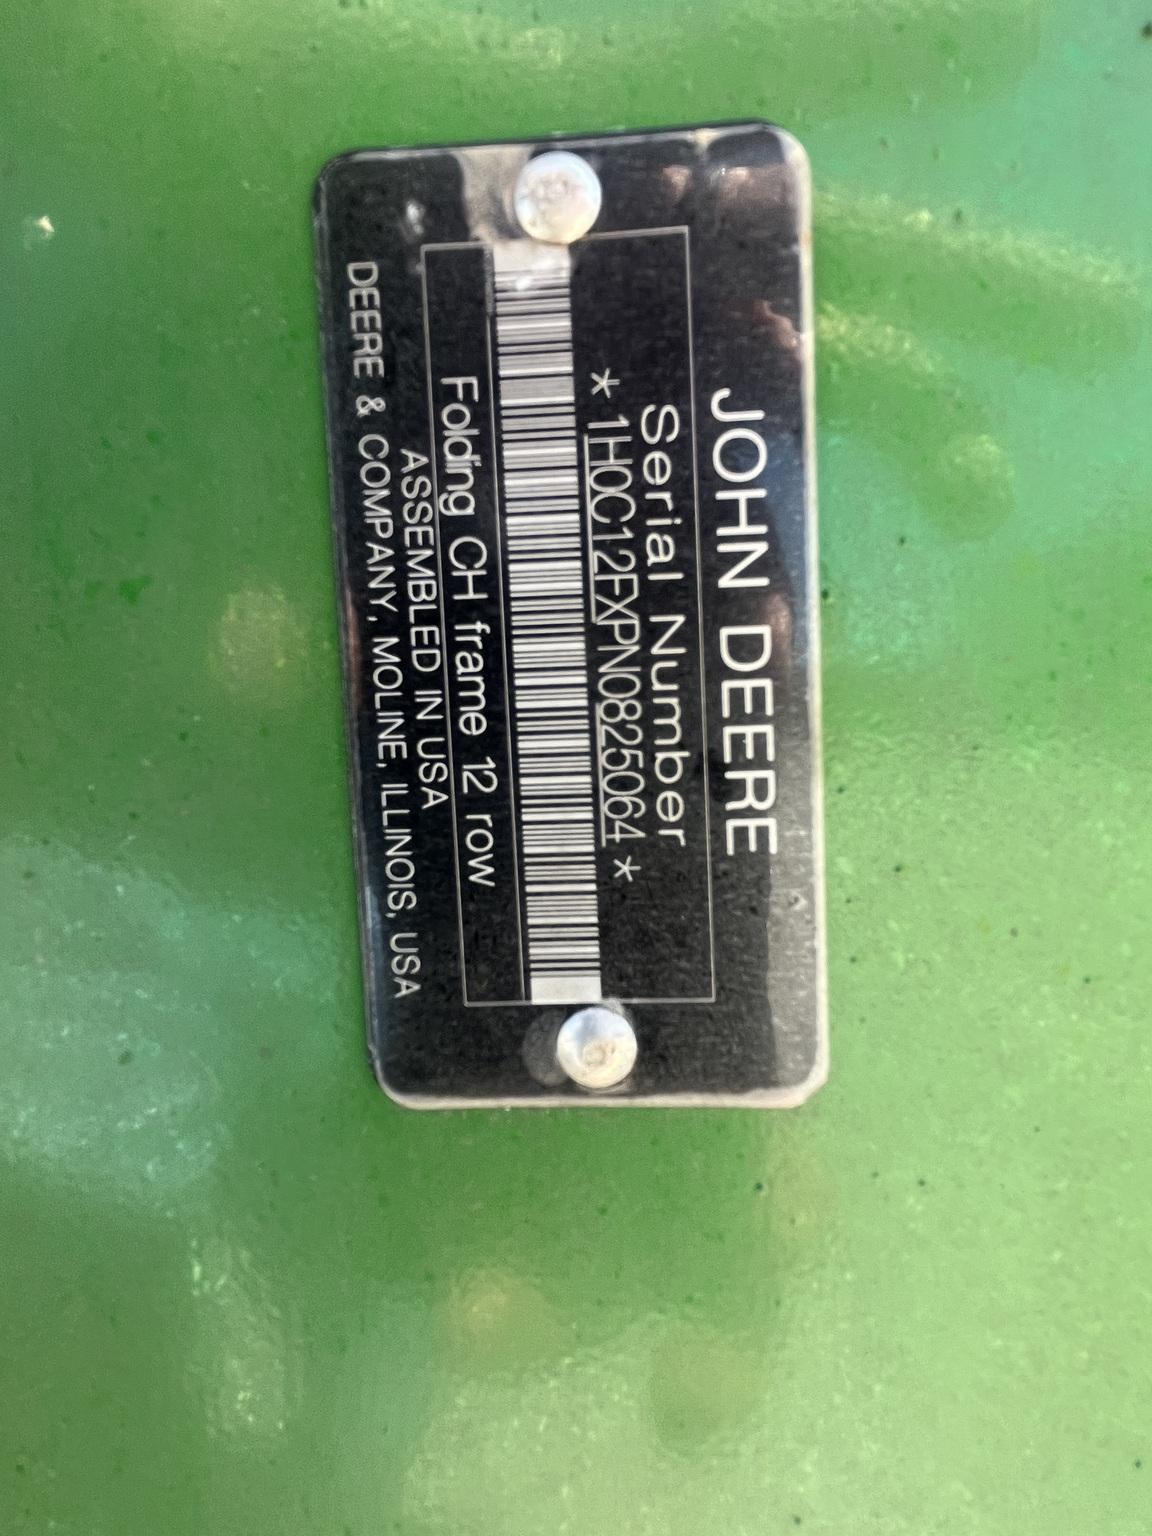 JOHN DEERE
Serial Number
*1H0C12FXPN0825064*
Folding CH frame 12 row
ASSEMBLED IN USA
DEERE & COMPANY, MOLINE, ILLINOIS, USA